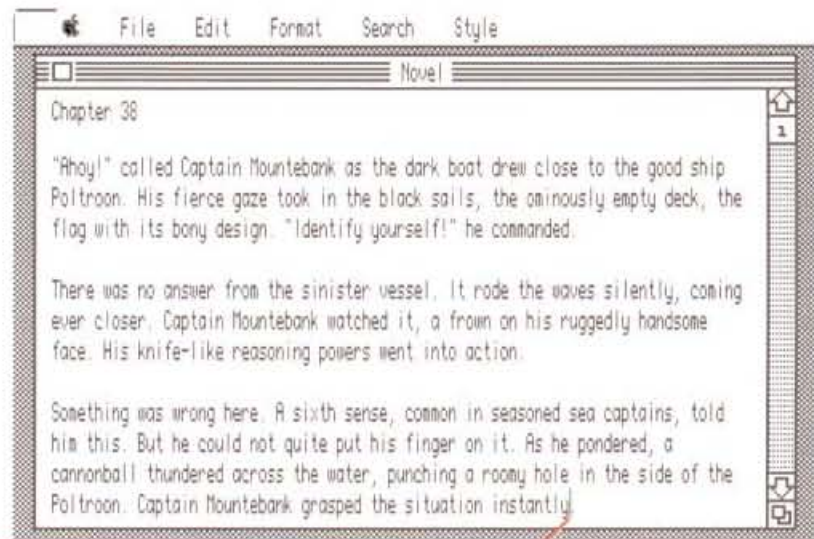 File Edit Format Search Style
Novel
Chapter 38
1
"Ahoy!" called Captain Mountebank as the dark boat drew close to the good ship
Poltroon. His fierce gaze took in the black sails, the ominously empty deck, the
flag with its bony design. "Identify yourself!" he commanded.
There was no answer from the sinister vessel. It rode the waves silently, coming
ever closer. Captain Mountebank watched it, a frown on his ruggedly handsome
face. His knife-like reasoning powers went into action.
Something was wrong here. A sixth sense, common in seasoned sea captains, told
him this. But he could not quite put his finger on it. As he pondered, a
cannonball thundered across the water, punching a roomy hole in the side of the
Poltroon. Captain Mountebank grasped the situation instantly.